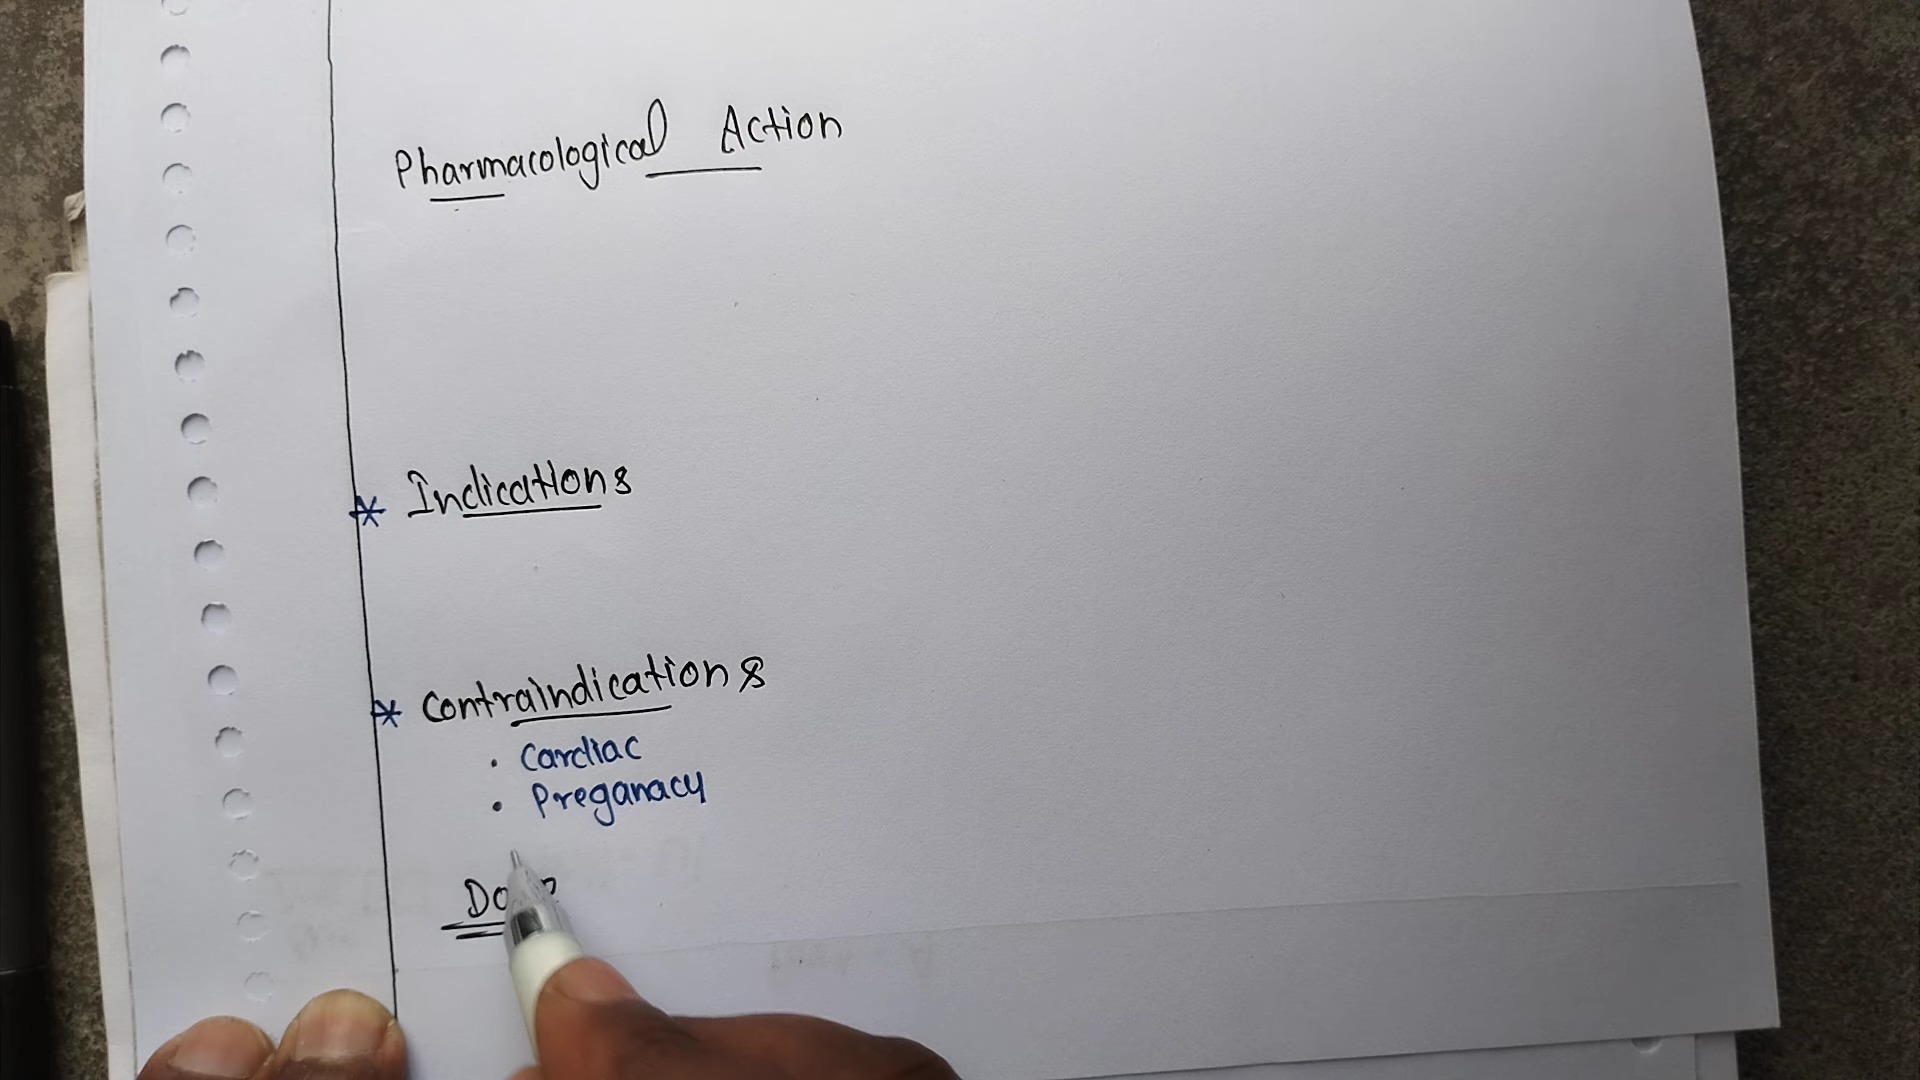 Pharmacological Action
* Indications
* Contraindications
• Cardiac
• Preganacy